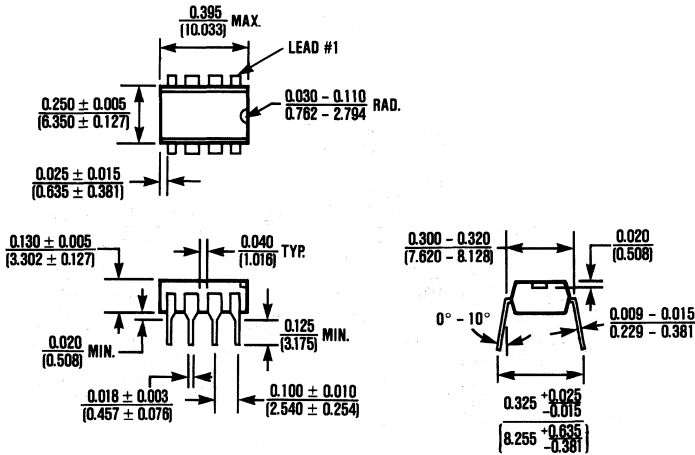 0.395
(10.033)
MAX.
LEAD #1
0.250 ± 0.005
(6.350 ± 0.127)
0.030 – 0.110
0.762 – 2.794
RAD.
0.025 ± 0.015
(0.635 ± 0.381)
0.130 ± 0.005
(3.302 ± 0.127)
0.040
(1.016)
TYP.
0.300 – 0.320
(7.620 – 8.128)
0.020
(0.508)
0.020
(0.508)
MIN.
0.125
(3.175)
MIN.
0° – 10°
0.009 – 0.015
0.229 – 0.381
0.018 ± 0.003
(0.457 ± 0.076)
0.100 ± 0.010
(2.540 ± 0.254)
0.325 +0.025
–0.015
(8.255 +0.635
–0.381)